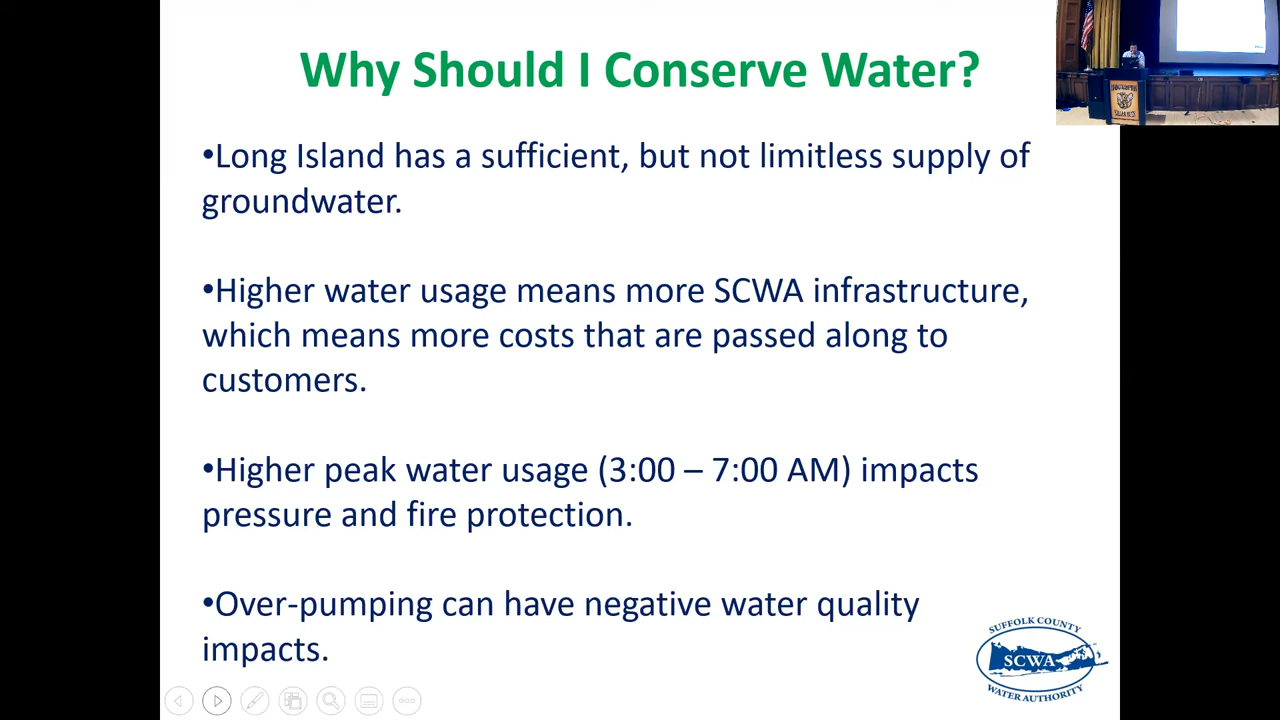 Why Should I Conserve Water?
•Long Island has a sufficient, but not limitless supply of
groundwater.
•Higher water usage means more SCWA infrastructure,
which means more costs that are passed along to
customers.
•Higher peak water usage (3:00 – 7:00 AM) impacts
pressure and fire protection.
•Over-pumping can have negative water quality
impacts.
SUFFOLK COUNTY
SCWA
WATER AUTHORITY